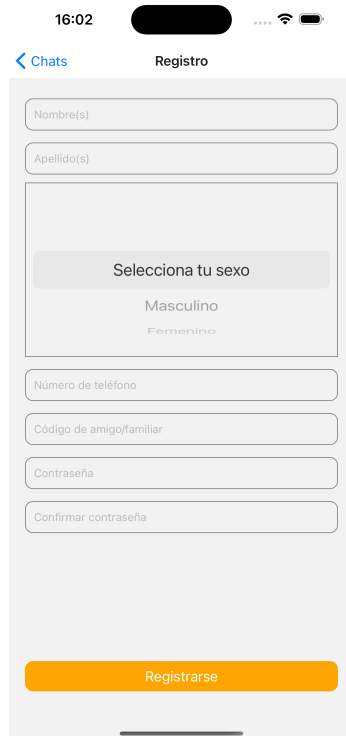 16:02
Chats
Registro
Nombre(s)
Apellido(s)
Selecciona tu sexo
Masculino
Femenino
Número de teléfono
Código de amigo/familiar
Contraseña
Confirmar contraseña
Registrarse